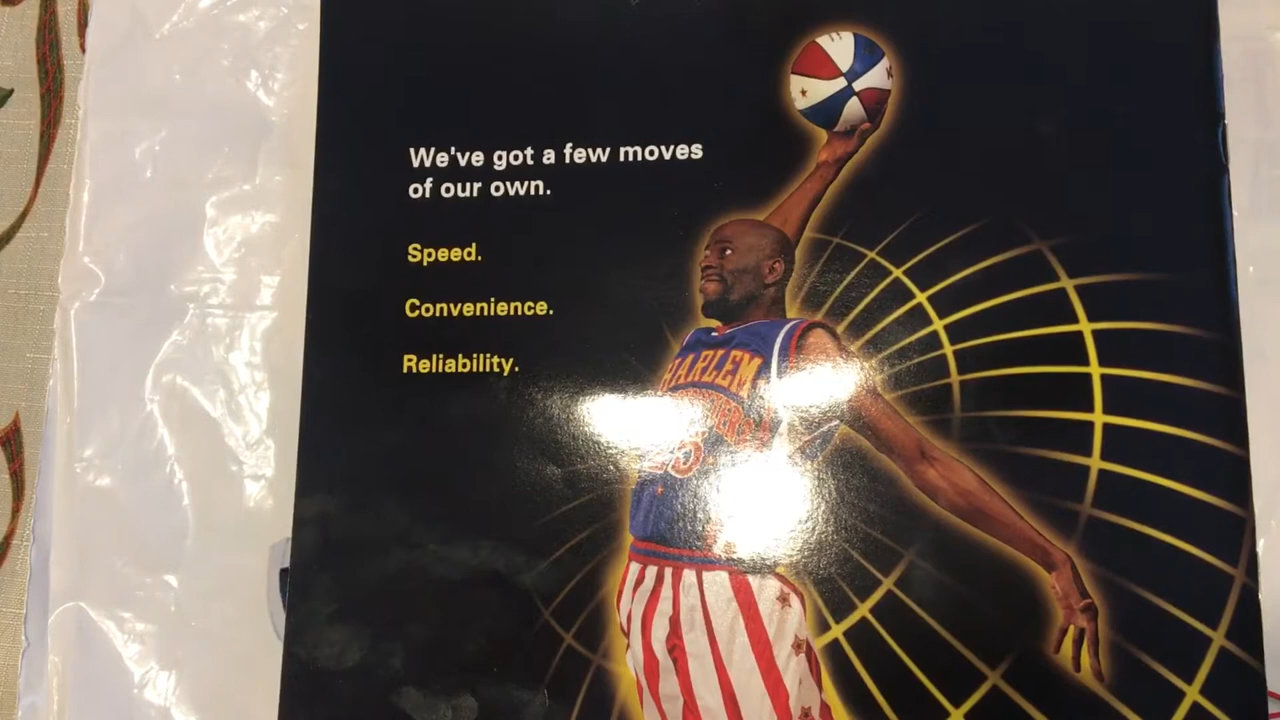 We've got a few moves
of our own.
Speed.
Convenience.
Reliability.
HARLEM